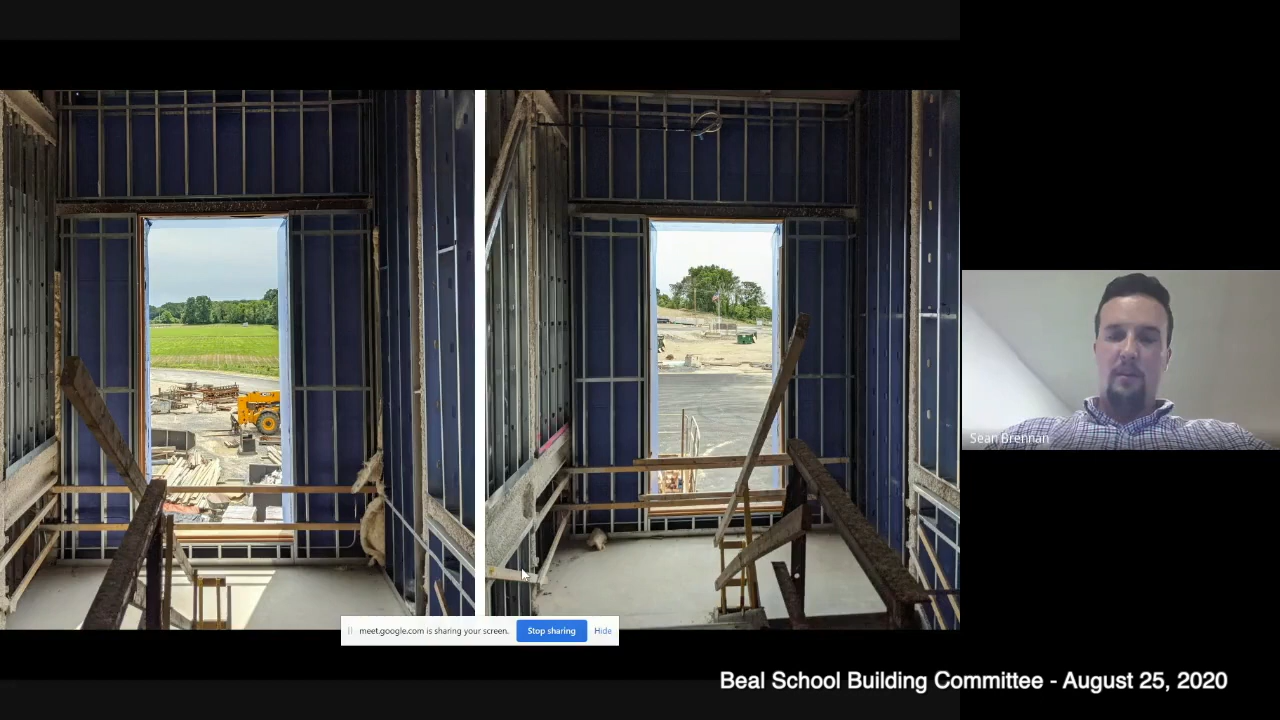 Sean Brennan
meet.google.com is sharing your screen.
Stop sharing
Hide
Beal School Building Committee - August 25, 2020